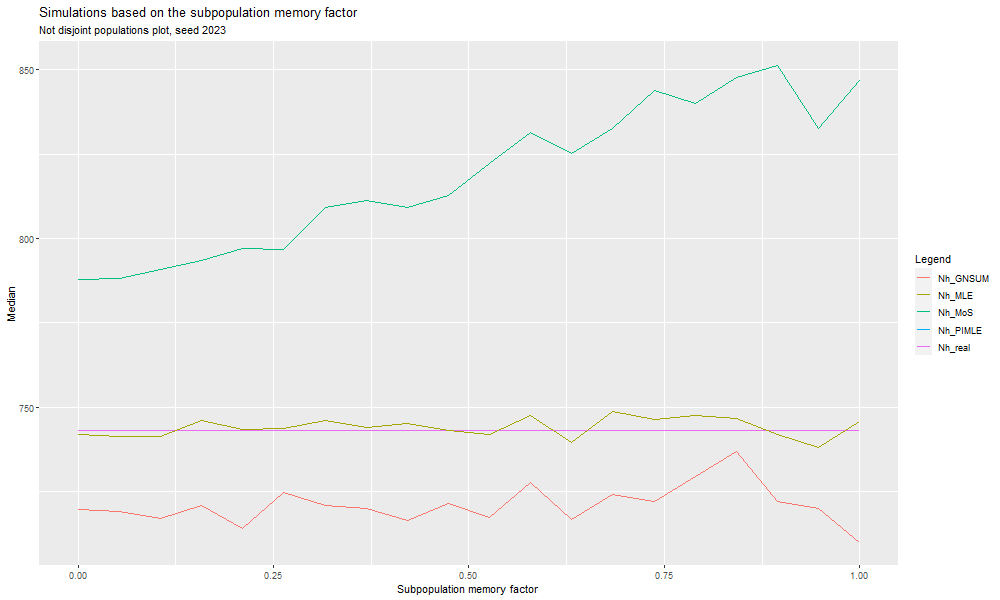 Simulations based on the subpopulation memory factor
Not disjoint populations plot, seed 2023
Median
850
800
750
0.00
0.25
0.50
0.75
1.00
Subpopulation memory factor
Legend
Nh_GNSUM
Nh_MLE
Nh_MoS
Nh_PIMLE
Nh_real